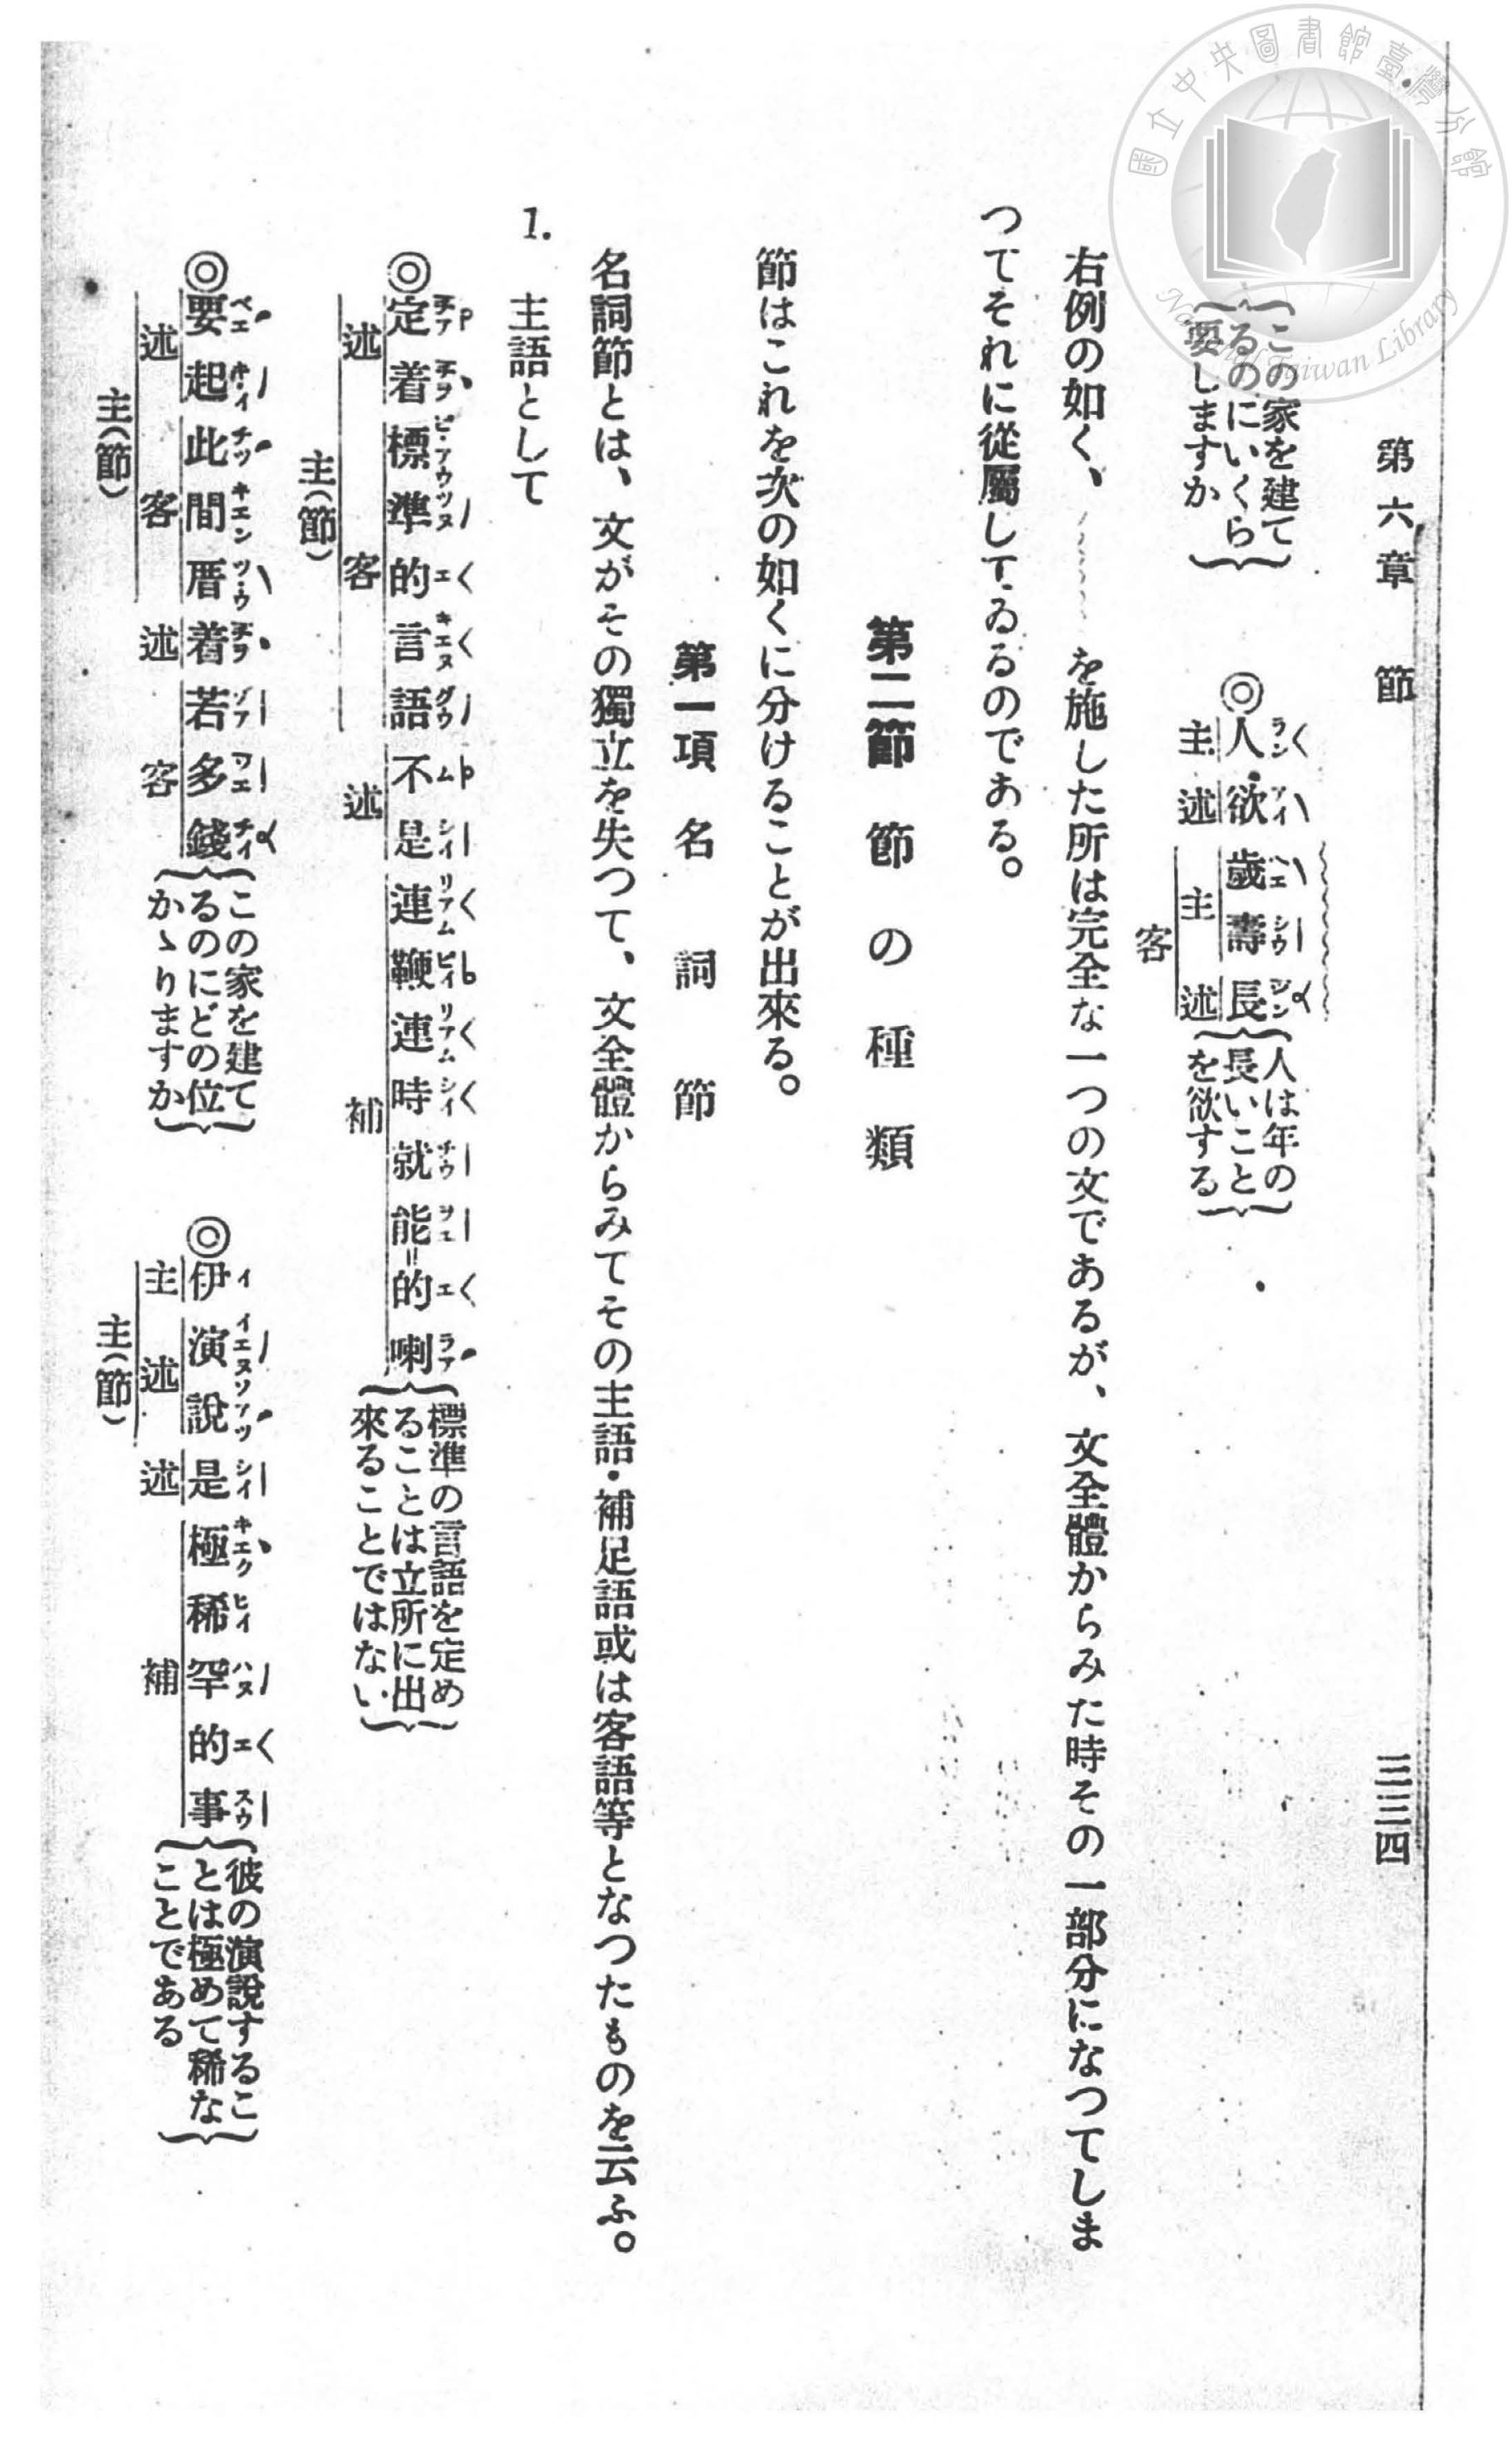 國立中央圖書館臺灣分館
National Taiwan Library
第六章 節 三三四
この家を建て
るのにいくら
要しますか
◎人欲歲壽長
主 述 主 述
客
人は年の
長いこと
を欲する
右例の如く、を施した所は完全な一つの文であるが、文全體からみた時その一部分になつてしま
つてそれに從屬してゐるのである。
第二節 節の種類
節はこれを次の如くに分けることが出來る。
第一項 名詞節
名詞節とは、文がその獨立を失つて、文全體からみてその主語・補足語或は客語等となつたものを云ふ。
1. 主語として
◎定着標準的言語不是連鞭連時就能=的喇
述 客 述 補
主(節)
標準の言語を定め
ることは立所に出
來ることではない
◎要起此間厝着若多錢
述 客 述 客
主(節)
この家を建て
るのにどの位
かゝりますか
◎伊演說是極稀罕的事
主 述 述 補
主(節)
彼の演說するこ
とは極めて稀な
ことである